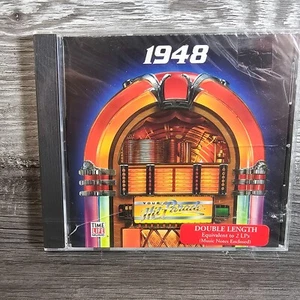 1948
YOUR
Hit Parade
TIME
LIFE
DOUBLE LENGTH
Equivalent to 2 LPs
(Music Notes Enclosed)